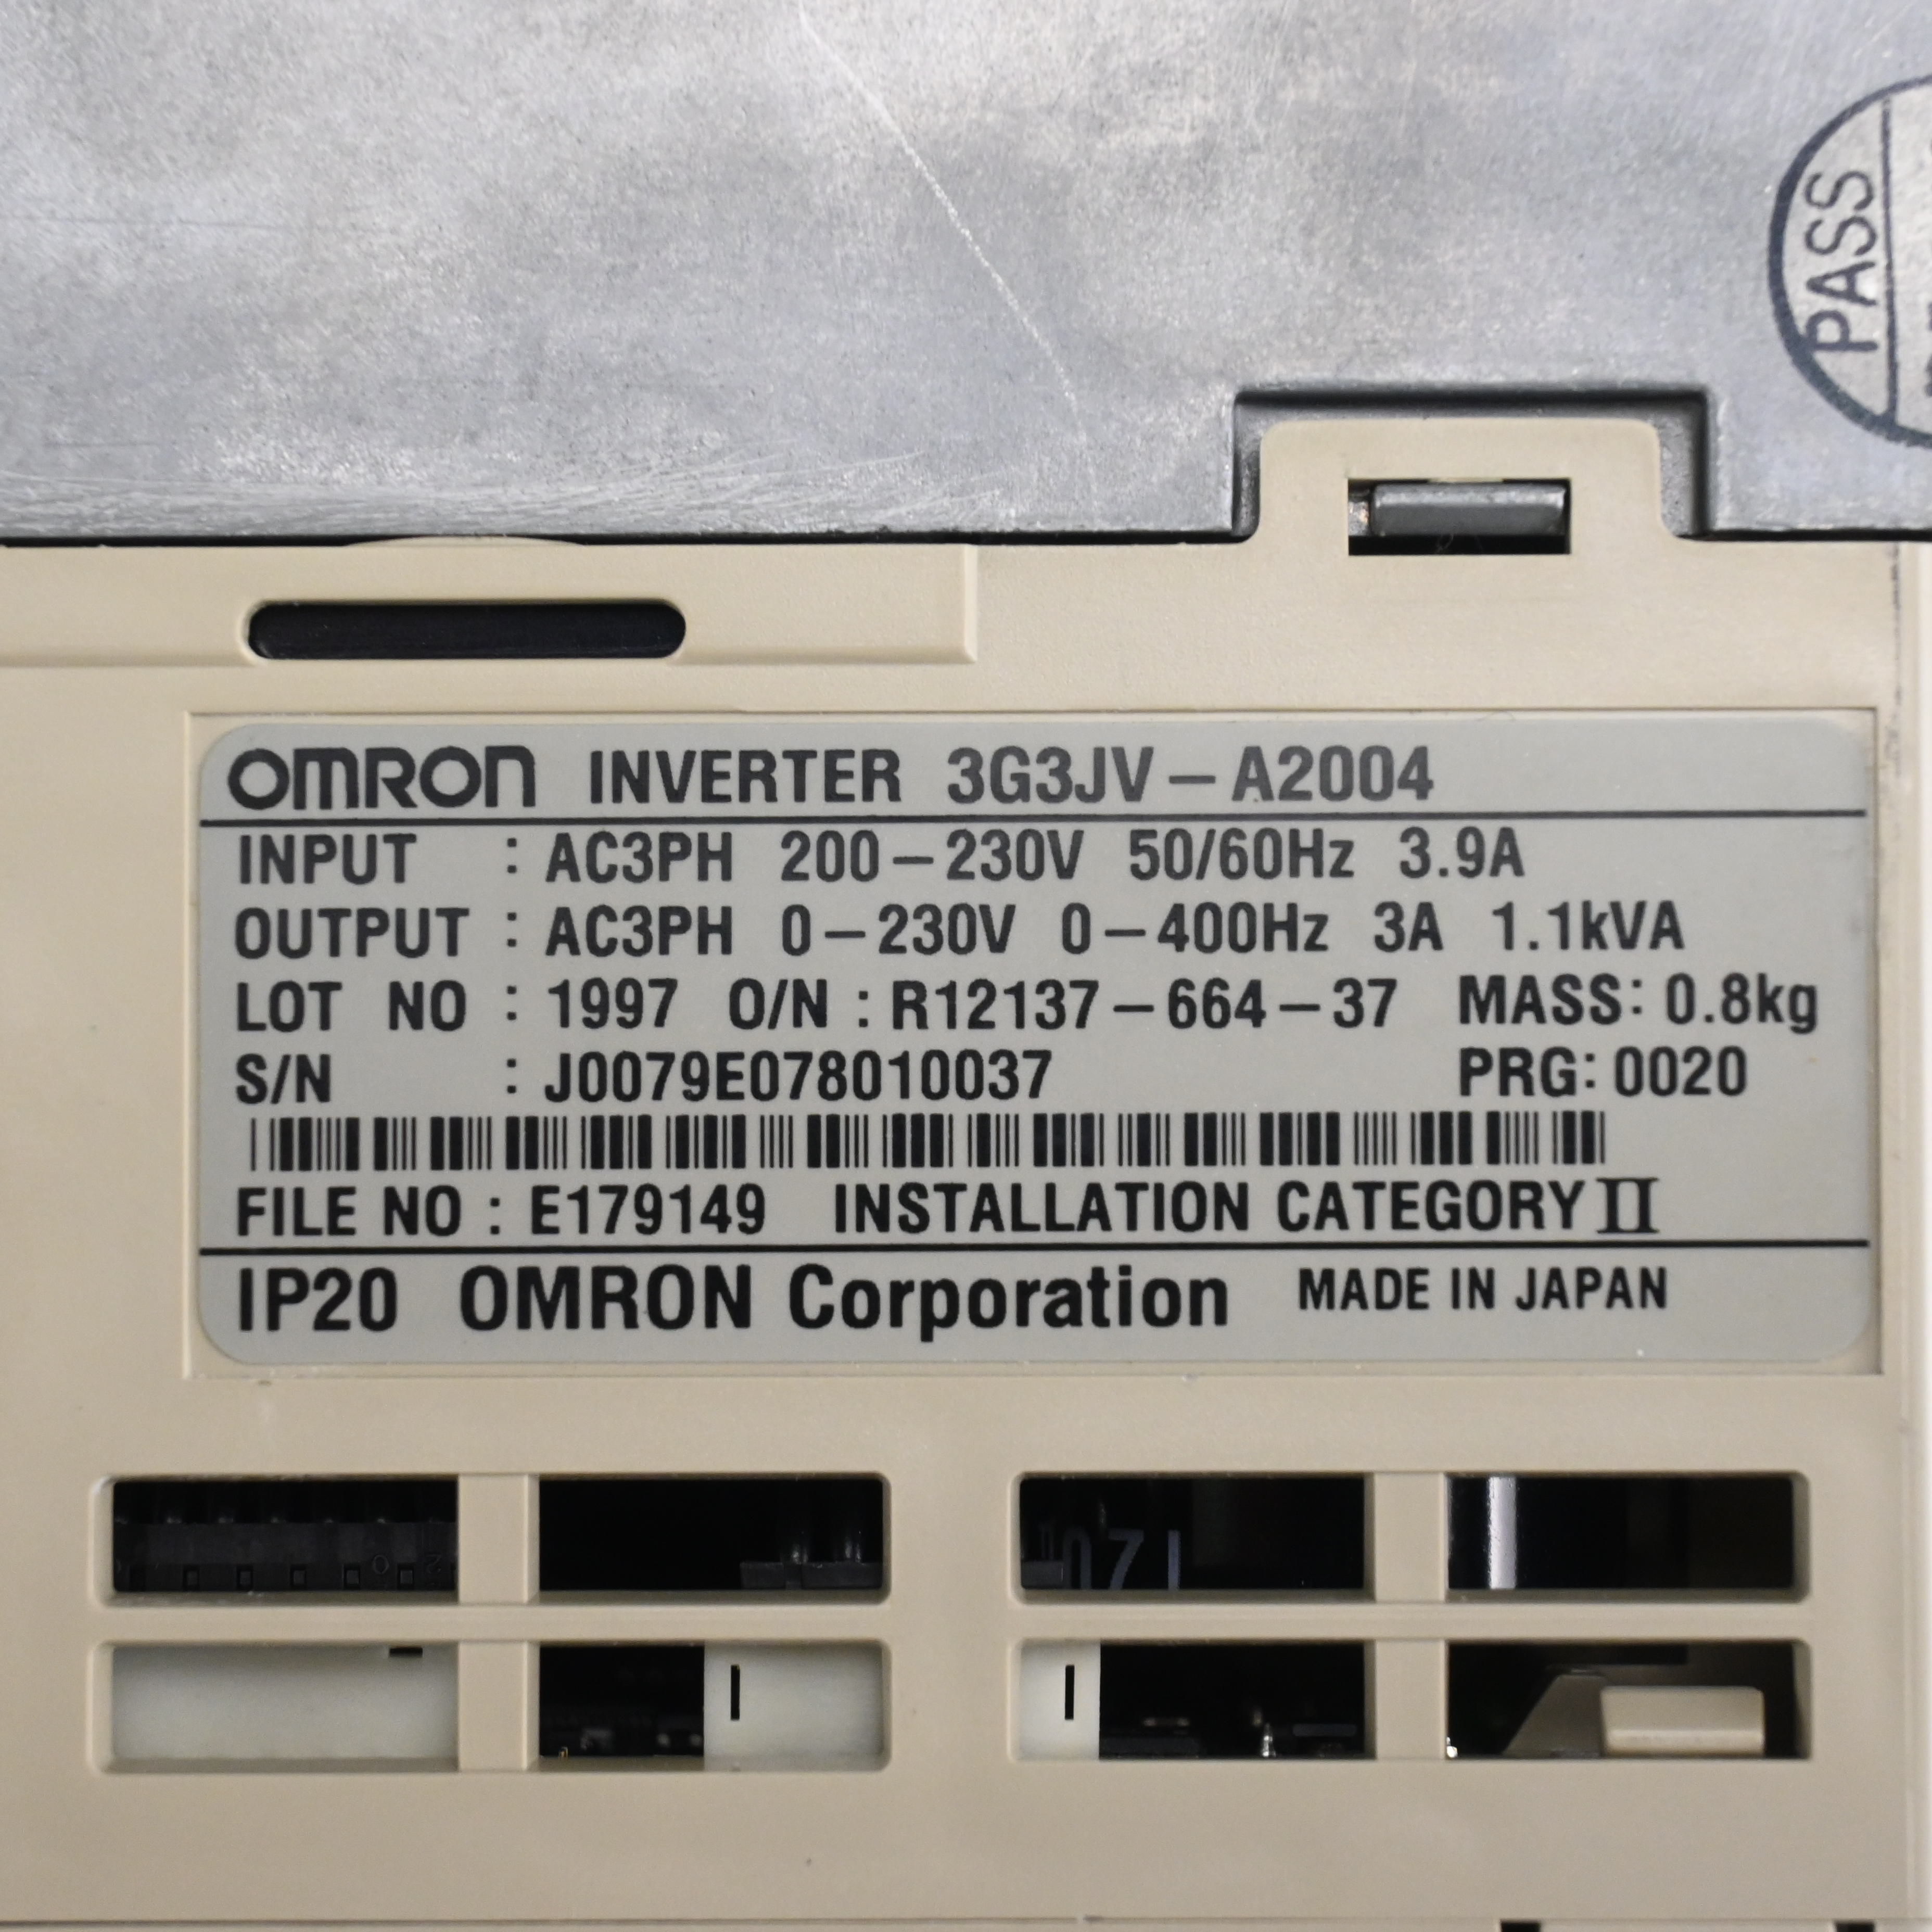 PASS
OMRON INVERTER 3G3JV-A2004
INPUT : AC3PH 200-230V 50/60Hz 3.9A
OUTPUT : AC3PH 0-230V 0-400Hz 3A 1.1kVA
LOT NO : 1997 O/N : R12137-664-37 MASS: 0.8kg
S/N : J0079E078010037 PRG: 0020
FILE NO : E179149 INSTALLATION CATEGORY II
IP20 OMRON Corporation MADE IN JAPAN